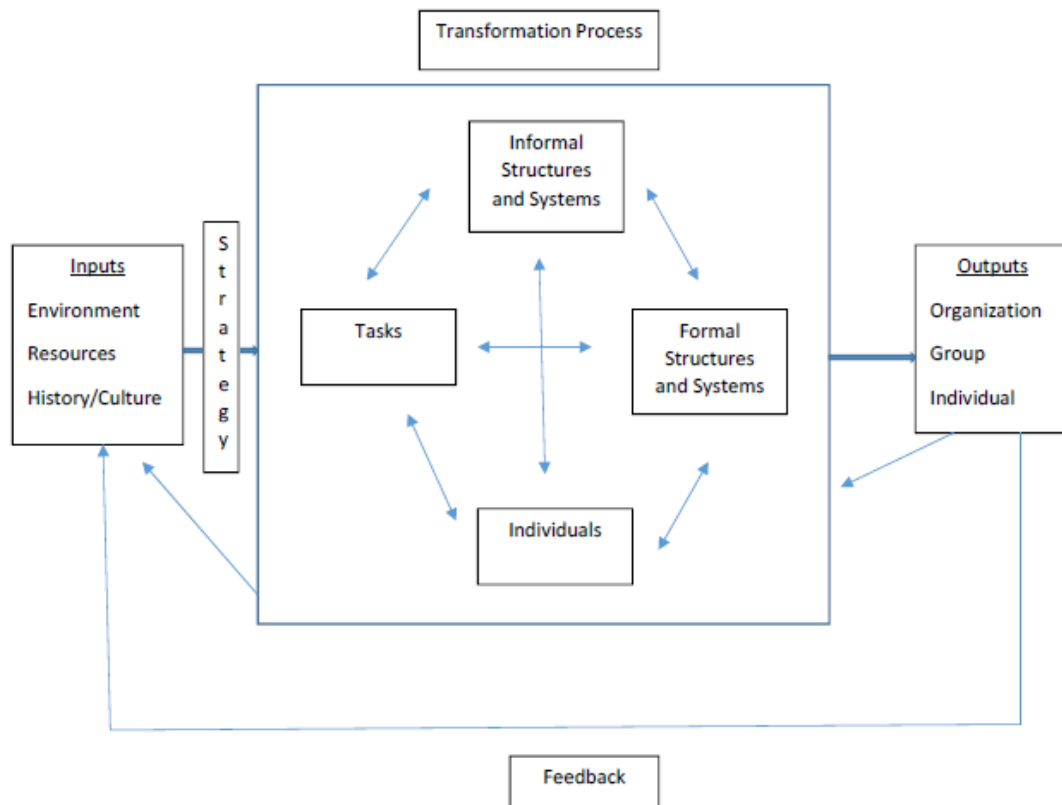 Transformation Process
Informal
Structures
and Systems
S
t
r
a
t
e
g
y
Inputs
Environment
Resources
History/Culture
Tasks
Formal
Structures
and Systems
Outputs
Organization
Group
Individual
Individuals
Feedback